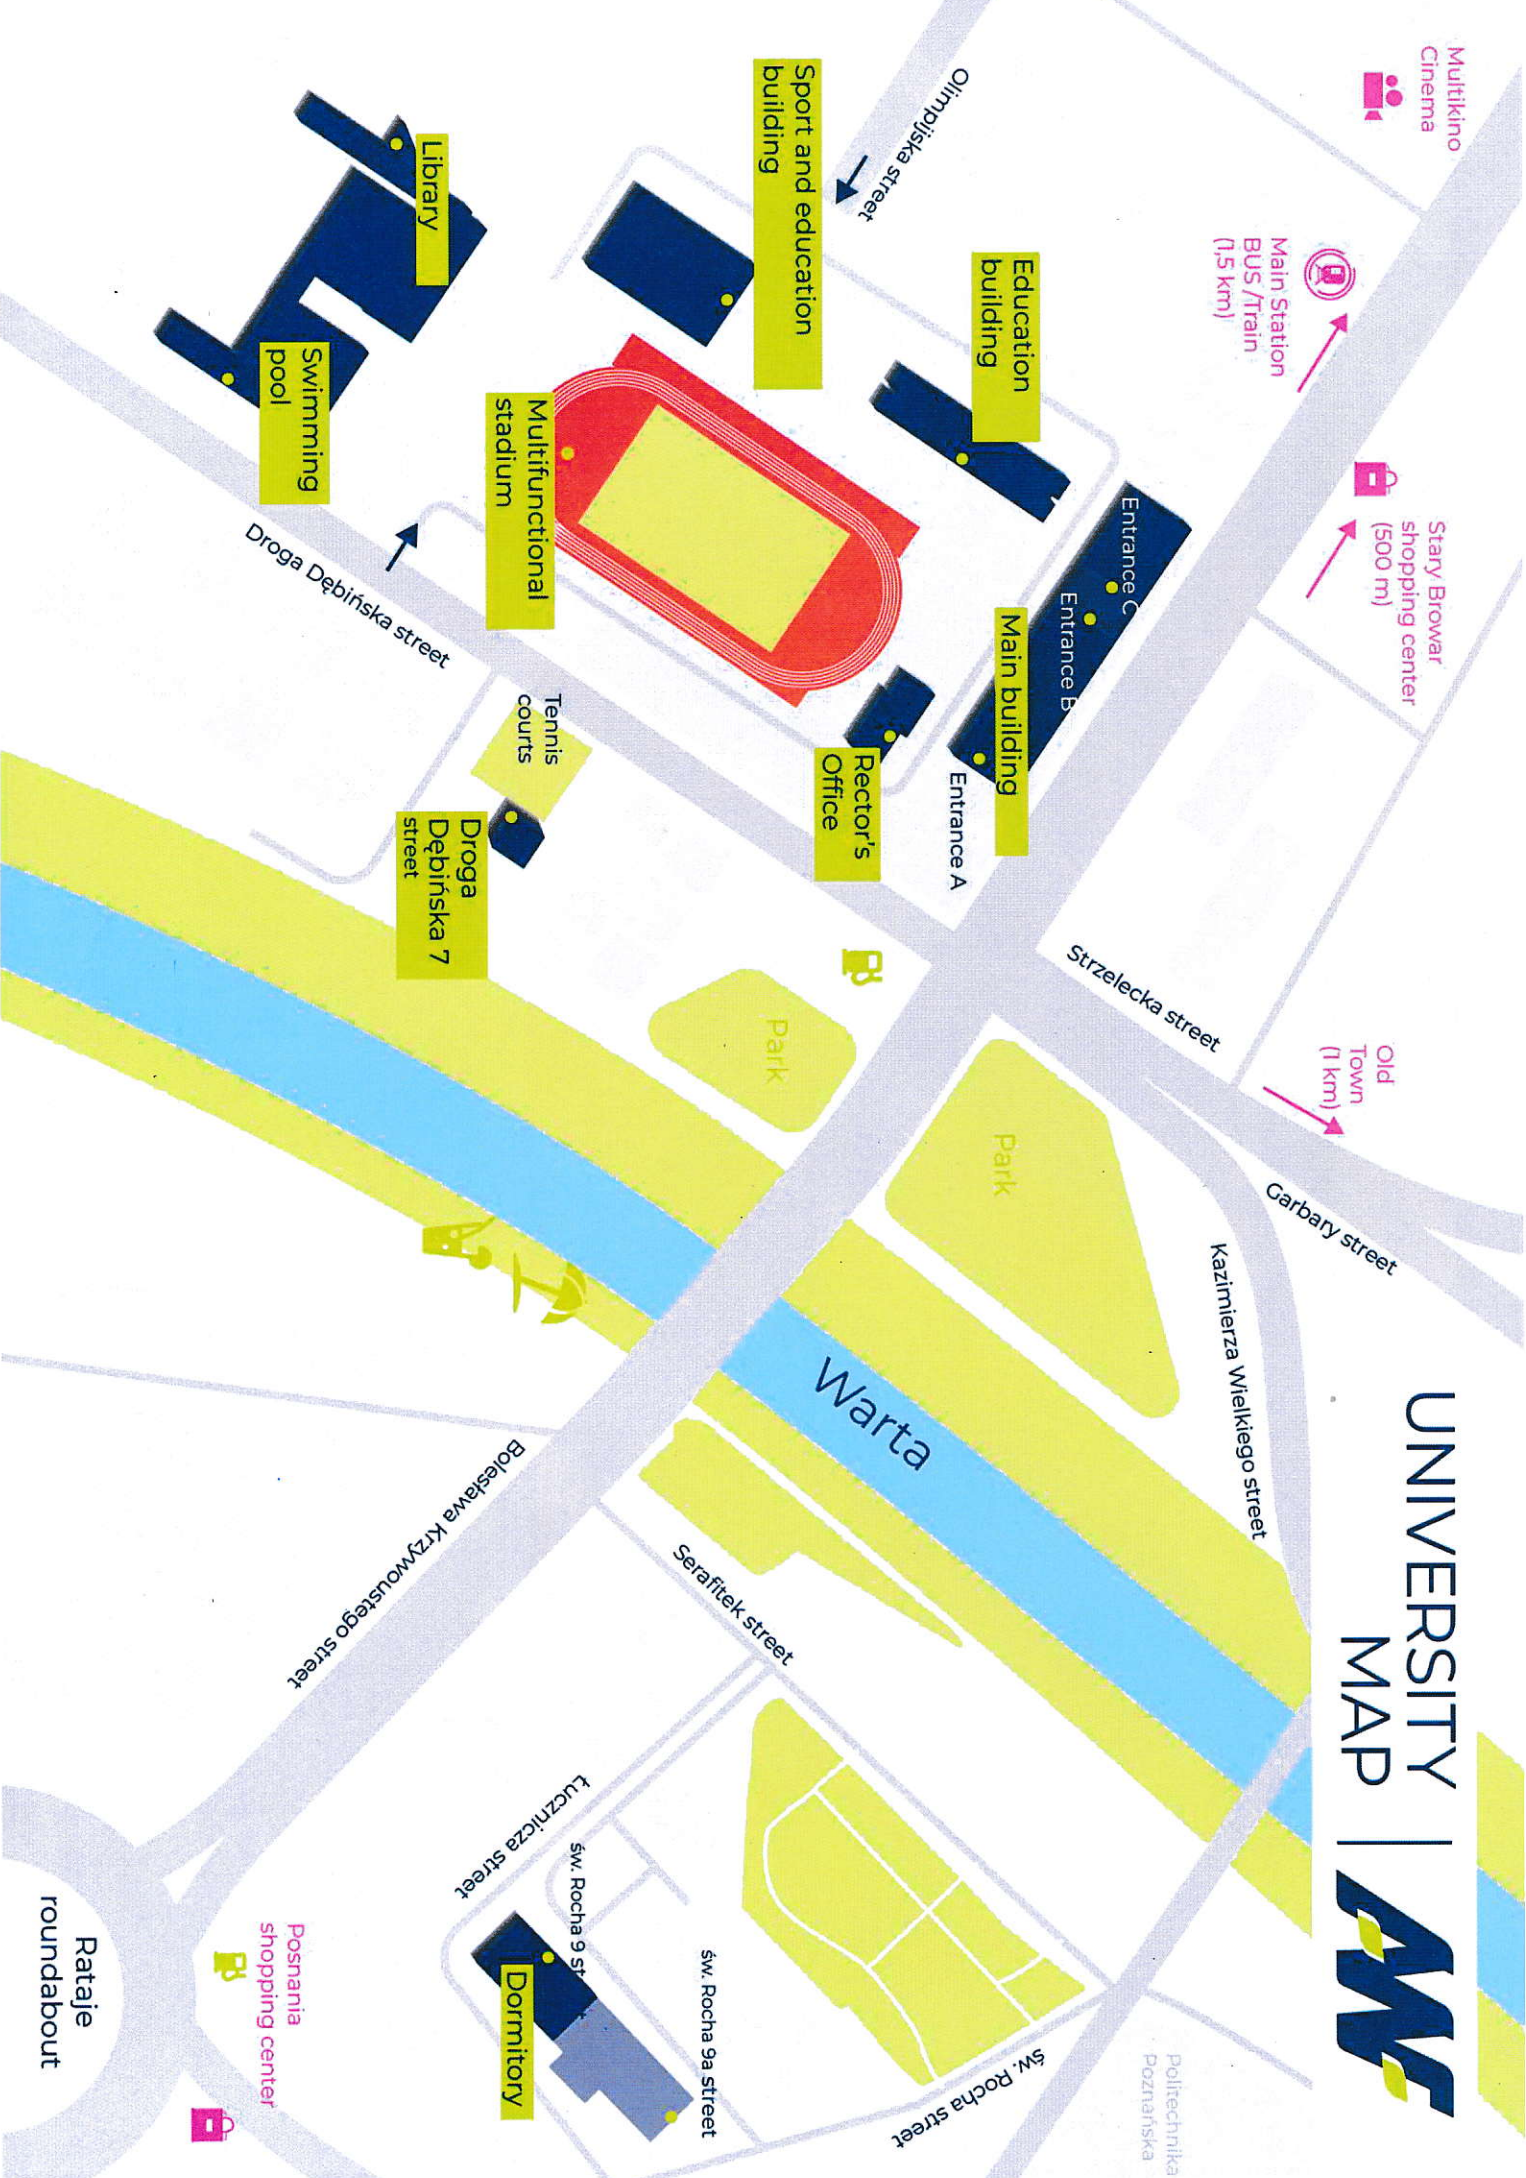 UNIVERSITY
MAP
AWF
Multikino
Cinema
Main Station
BUS/Train
(1,5 km)
Stary Browar
shopping center
(500 m)
Old
Town
(1 km)
Olimpijska street
Sport and education
building
Education
building
Library
Swimming
pool
Multifunctional
stadium
Entrance C
Entrance B
Main building
Entrance A
Rector's
Office
Droga Dębińska street
Tennis
courts
Droga
Dębińska 7
street
Strzelecka street
Garbary street
Kazimierza Wielkiego street
Park
Park
Warta
Bolesława Krzywoustego street
Serafitek street
Łucznicza street
św. Rocha 9 st
św. Rocha 9a street
św. Rocha street
Dormitory
Politechnika
Poznańska
Posnania
shopping center
Rataje
roundabout